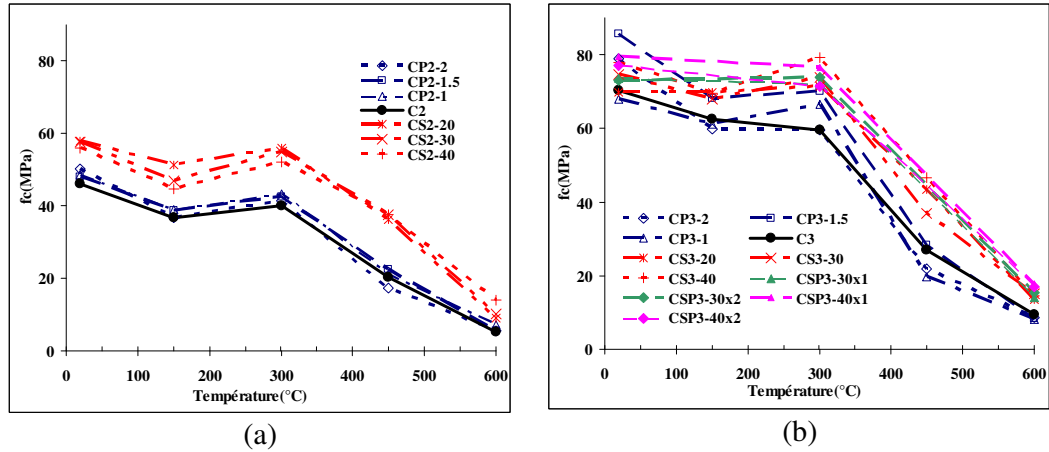 fc(MPa)
80
60
40
20
0
CP2-2
CP2-1.5
CP2-1
C2
CS2-20
CS2-30
CS2-40
0 100 200 300 400 500 600
Température(°C)
(a)
fc(MPa)
80
60
40
20
0
CP3-2 CP3-1.5
CP3-1 C3
CS3-20 CS3-30
CS3-40 CSP3-30x1
CSP3-30x2 CSP3-40x1
CSP3-40x2
0 100 200 300 400 500 600
Température(°C)
(b)